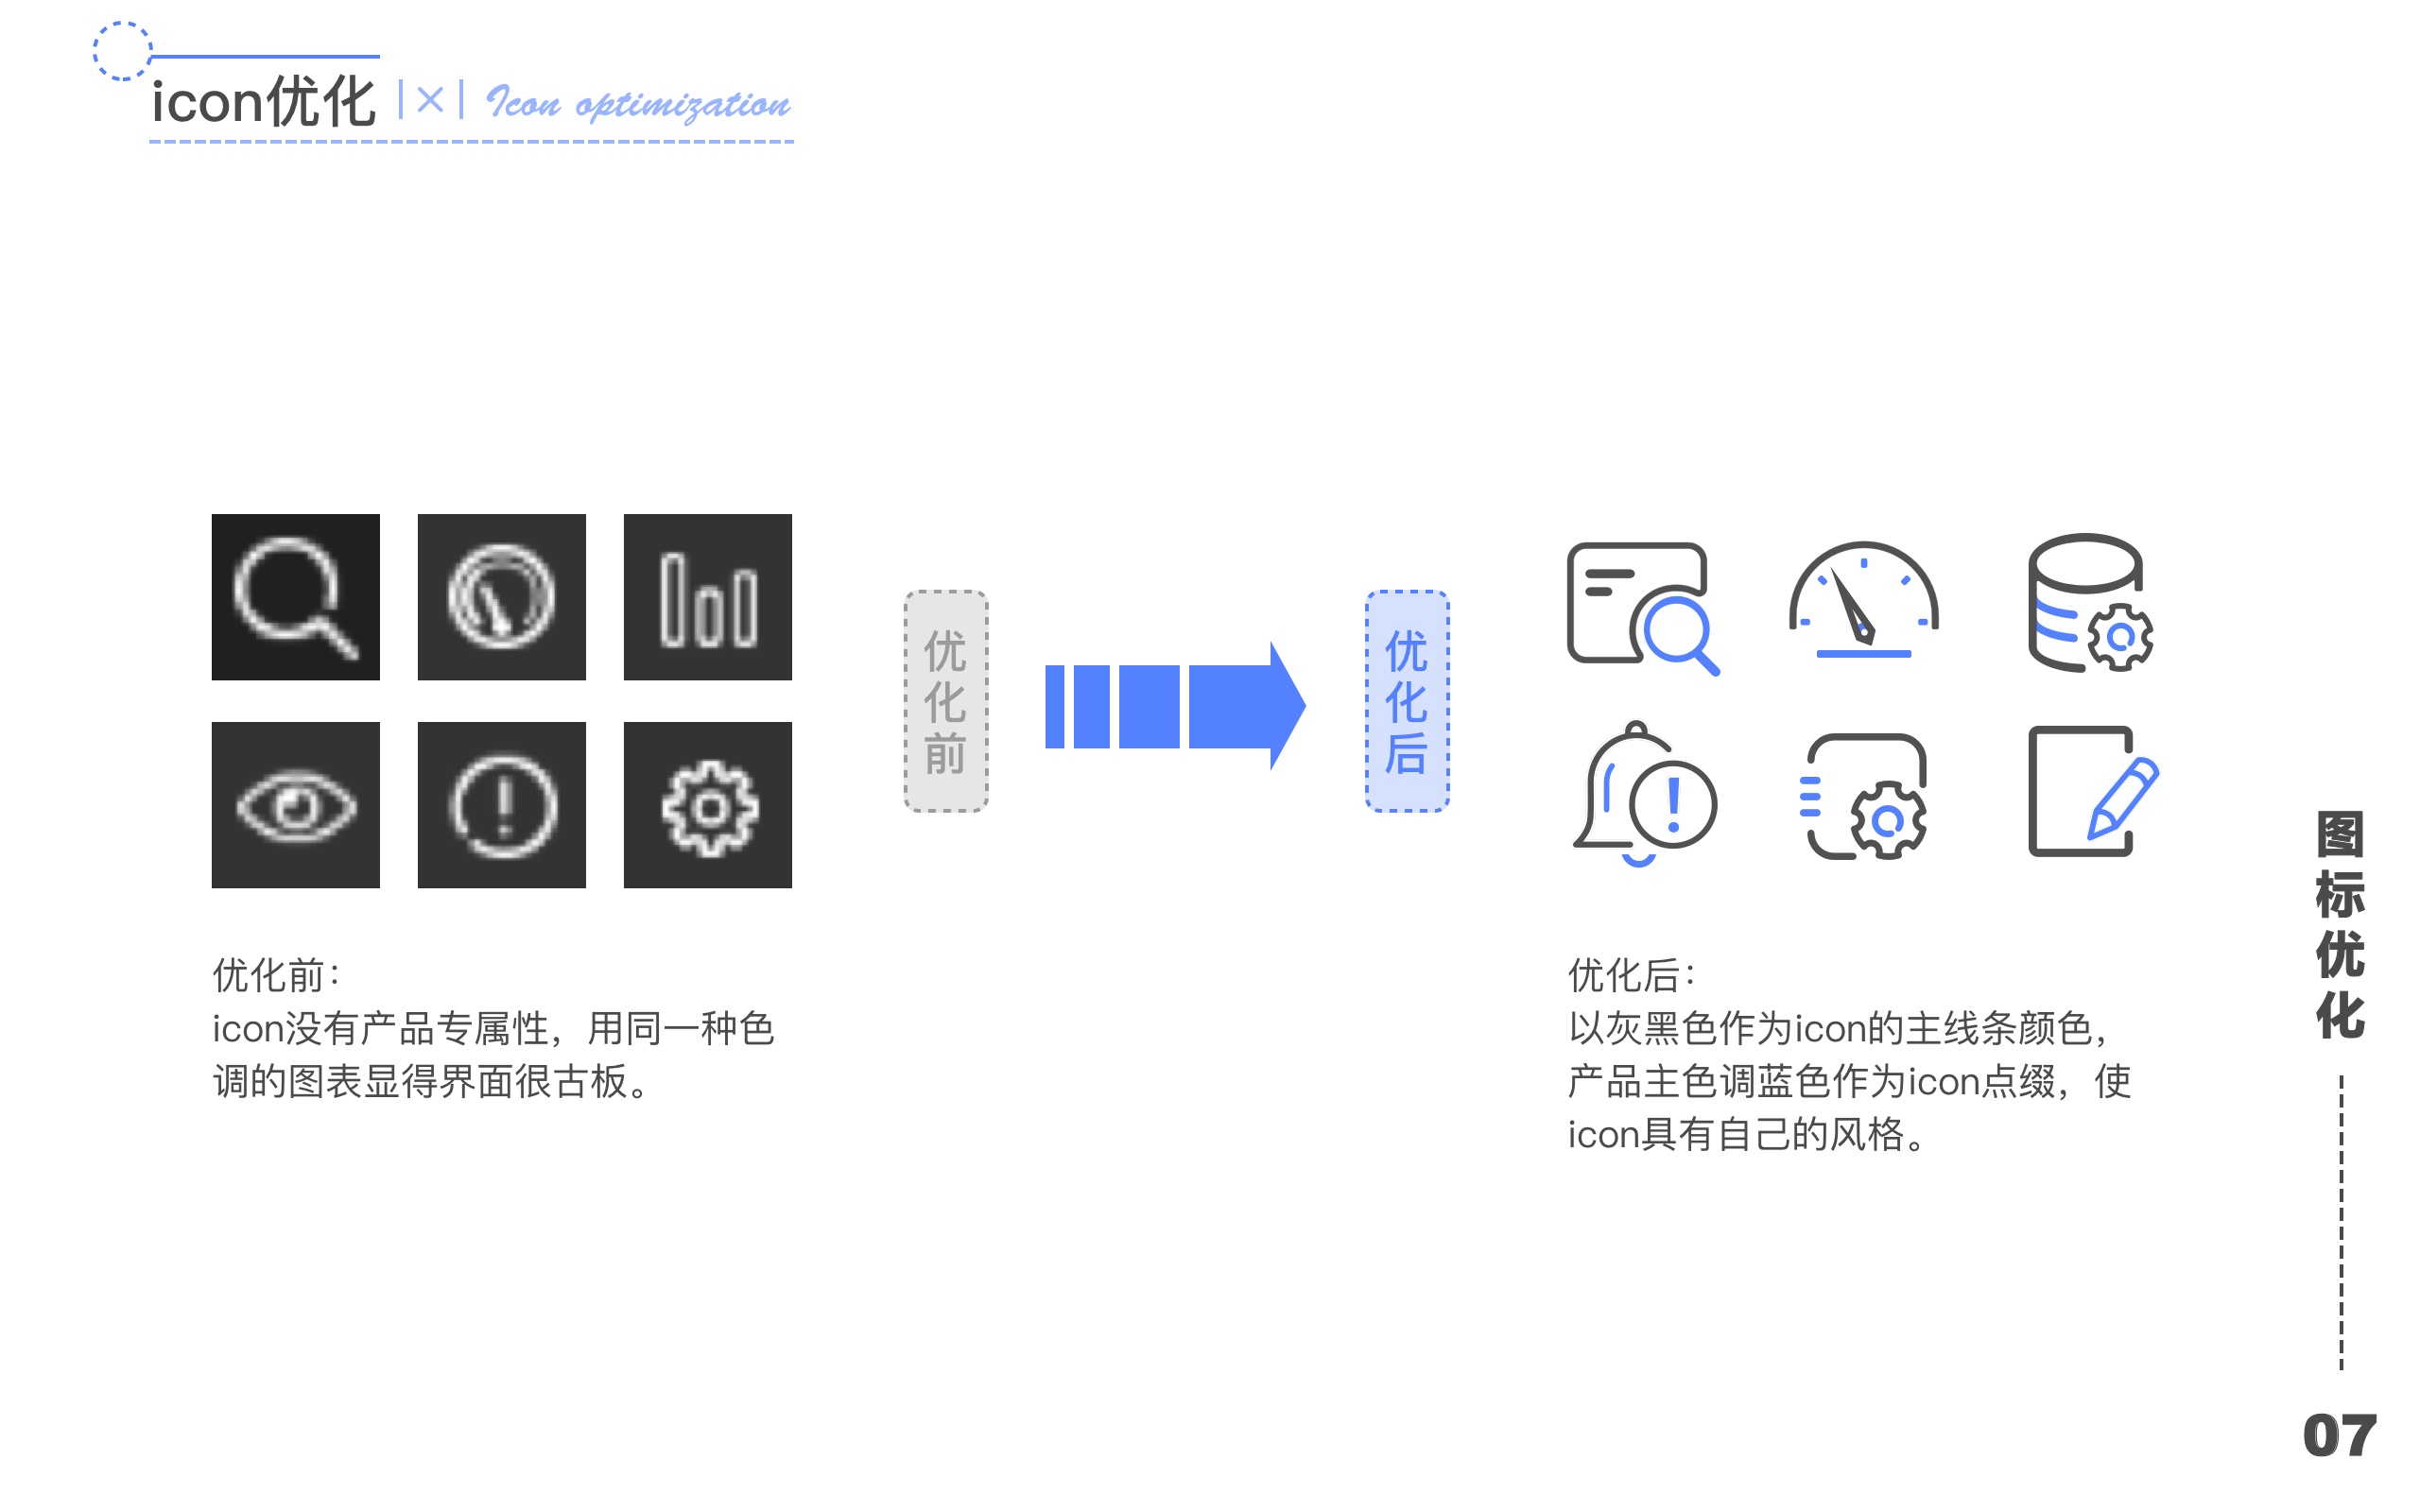 icon优化 |×| Icon optimization
优化前
优化后
优化前：
icon没有产品专属性，用同一种色
调的图表显得界面很古板。
优化后：
以灰黑色作为icon的主线条颜色，
产品主色调蓝色作为icon点缀，使
icon具有自己的风格。
图标优化
07